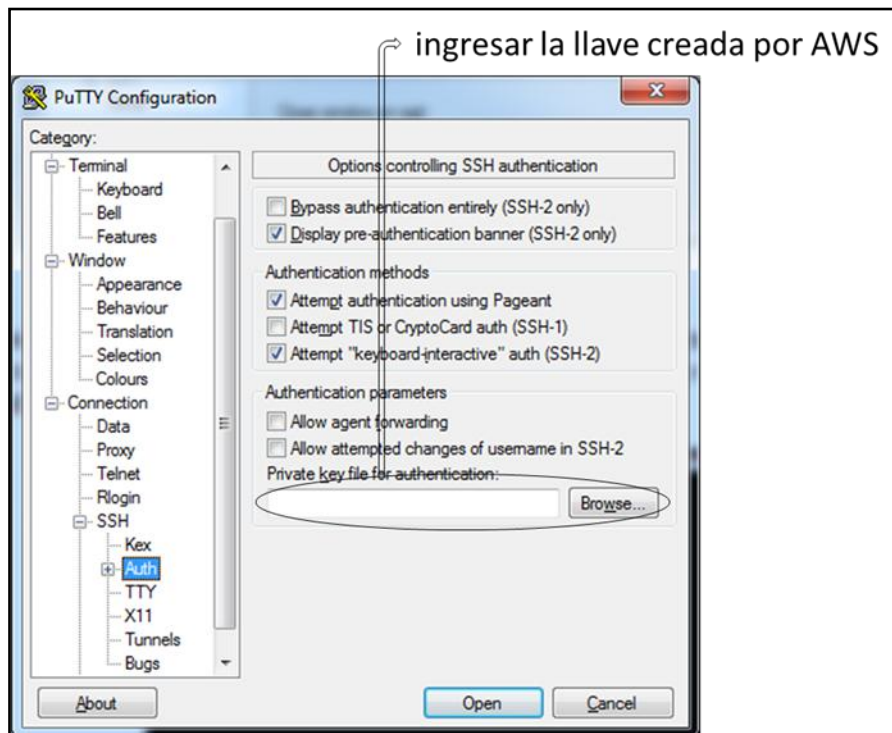 ingresar la llave creada por AWS
PuTTY Configuration
Category:
Terminal
Keyboard
Bell
Features
Window
Appearance
Behaviour
Translation
Selection
Colours
Connection
Data
Proxy
Telnet
Rlogin
SSH
Kex
Auth
TTY
X11
Tunnels
Bugs
Options controlling SSH authentication
Bypass authentication entirely (SSH-2 only)
Display pre-authentication banner (SSH-2 only)
Authentication methods
Attempt authentication using Pageant
Attempt TIS or CryptoCard auth (SSH-1)
Attempt "keyboard-interactive" auth (SSH-2)
Authentication parameters
Allow agent forwarding
Allow attempted changes of username in SSH-2
Private key file for authentication:
Browse...
About
Open
Cancel